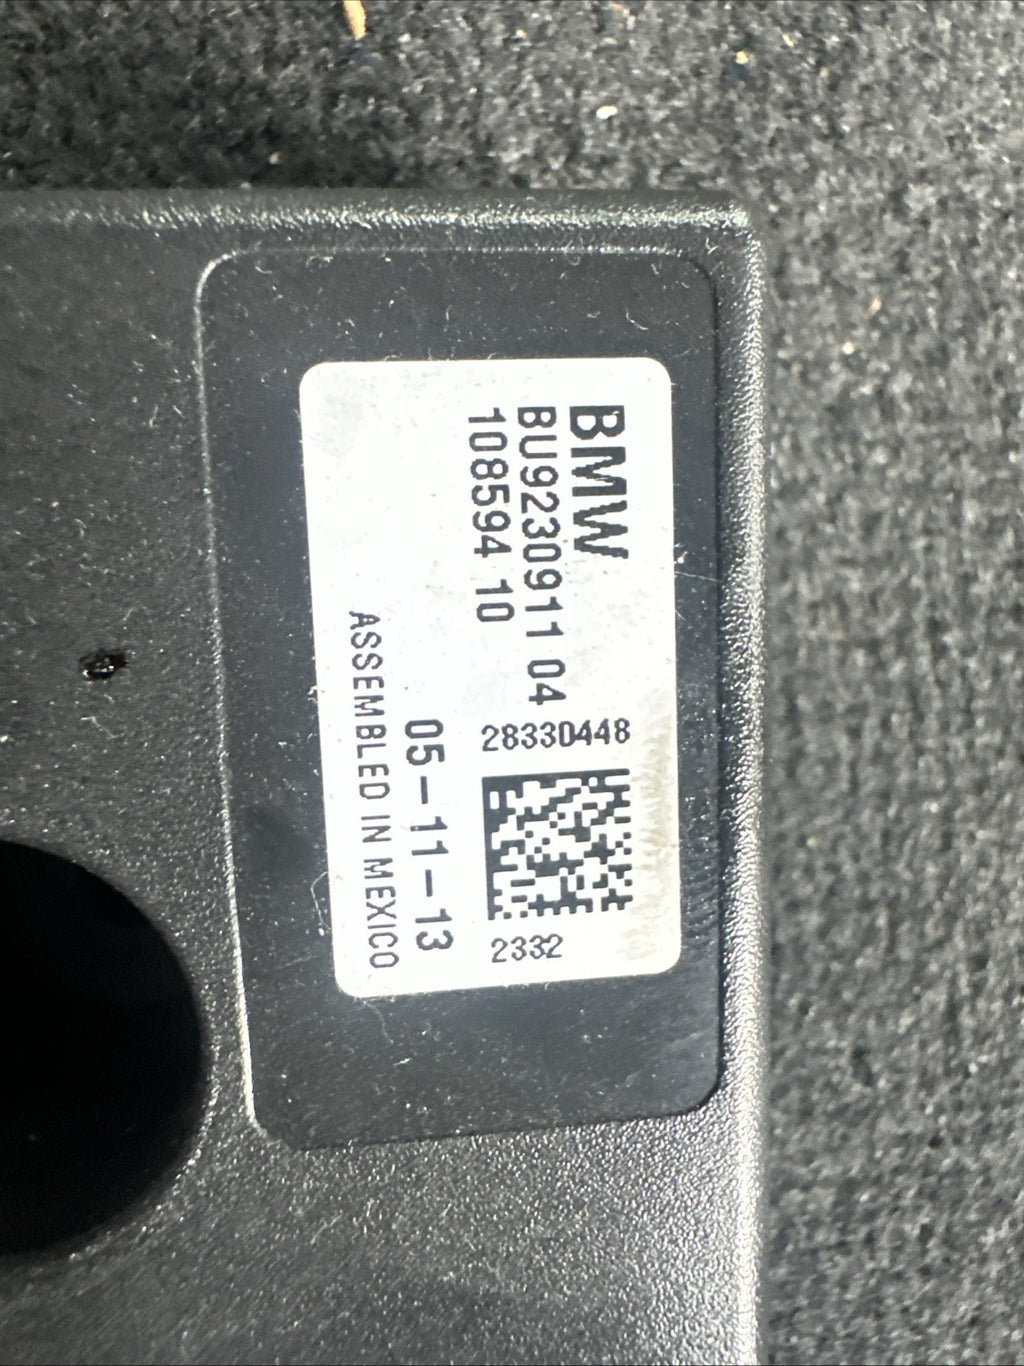 BMW
BU9230911 04
108594 10
28330448
2332
05-11-13
ASSEMBLED IN MEXICO